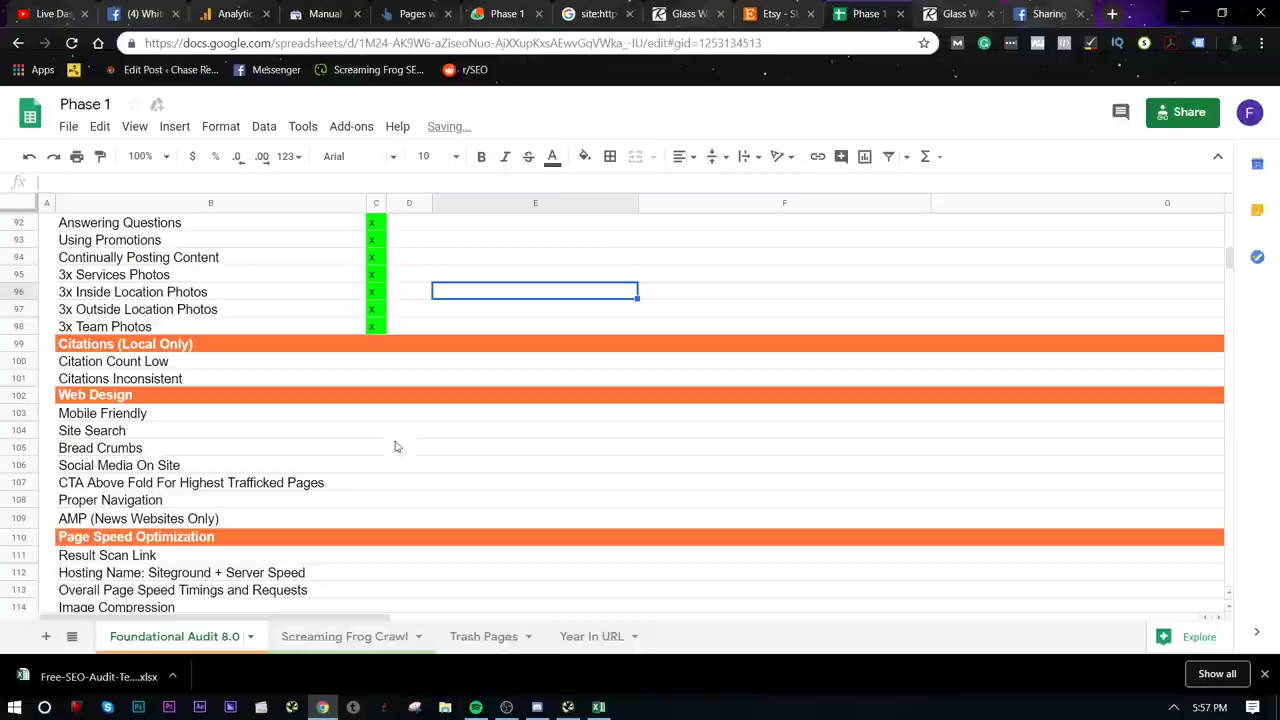 Live Das
(4) White
Analytic
Manual
Pages w
Phase 1
site:http
Glass W
Etsy - SE
Phase 1
Glass W
Sharing
https://docs.google.com/spreadsheets/d/1M24-AK9W6-aZiseoNuo-AjXXupKxsAEwvGqVWka_-IU/edit#gid=1253134513
Apps
Edit Post ‹ Chase Re...
Messenger
Screaming Frog SE...
r/SEO
Phase 1
File Edit View Insert Format Data Tools Add-ons Help Saving...
Share
F
100% $ % .0 .00 123 Arial 10 B I S A Σ
fx
A B C D E F G
92 Answering Questions x
93 Using Promotions x
94 Continually Posting Content x
95 3x Services Photos x
96 3x Inside Location Photos x
97 3x Outside Location Photos x
98 3x Team Photos x
99 Citations (Local Only)
100 Citation Count Low
101 Citations Inconsistent
102 Web Design
103 Mobile Friendly
104 Site Search
105 Bread Crumbs
106 Social Media On Site
107 CTA Above Fold For Highest Trafficked Pages
108 Proper Navigation
109 AMP (News Websites Only)
110 Page Speed Optimization
111 Result Scan Link
112 Hosting Name: Siteground + Server Speed
113 Overall Page Speed Timings and Requests
114 Image Compression
Foundational Audit 8.0 Screaming Frog Crawl Trash Pages Year In URL Explore
Free-SEO-Audit-Te....xlsx
Show all
5:57 PM